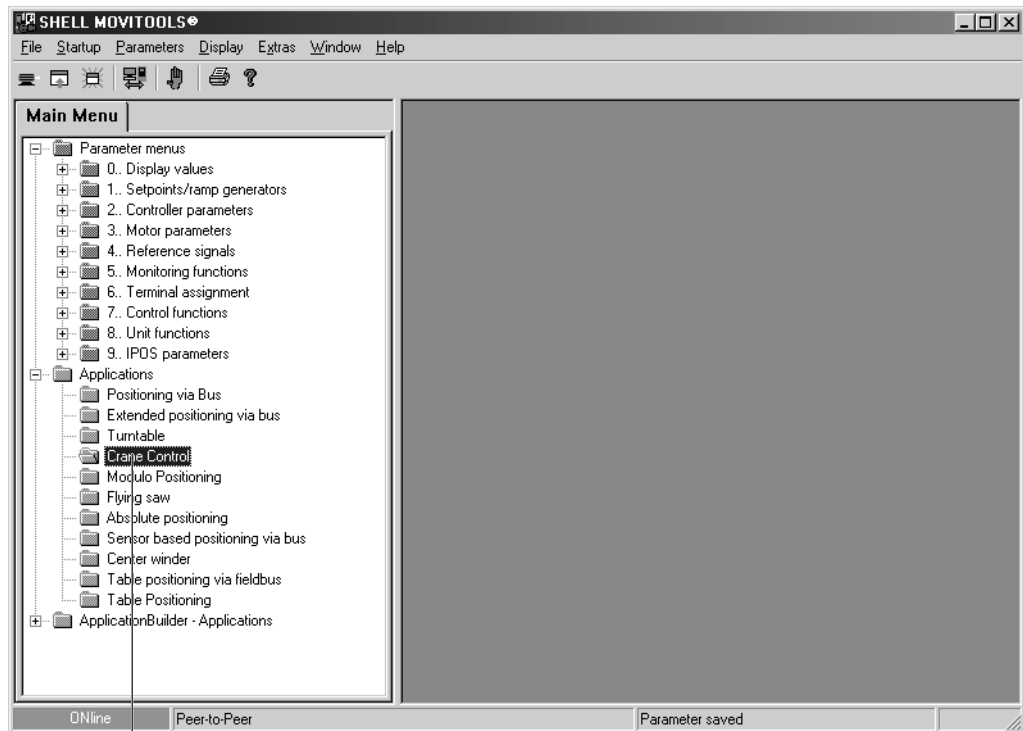 SHELL MOVITOOLS®
File Startup Parameters Display Extras Window Help
Main Menu
Parameter menus
0.. Display values
1.. Setpoints/ramp generators
2.. Controller parameters
3.. Motor parameters
4.. Reference signals
5.. Monitoring functions
6.. Terminal assignment
7.. Control functions
8.. Unit functions
9.. IPOS parameters
Applications
Positioning via Bus
Extended positioning via bus
Turntable
Crane Control
Modulo Positioning
Flying saw
Absolute positioning
Sensor based positioning via bus
Center winder
Table positioning via fieldbus
Table Positioning
ApplicationBuilder - Applications
ONline Peer-to-Peer Parameter saved